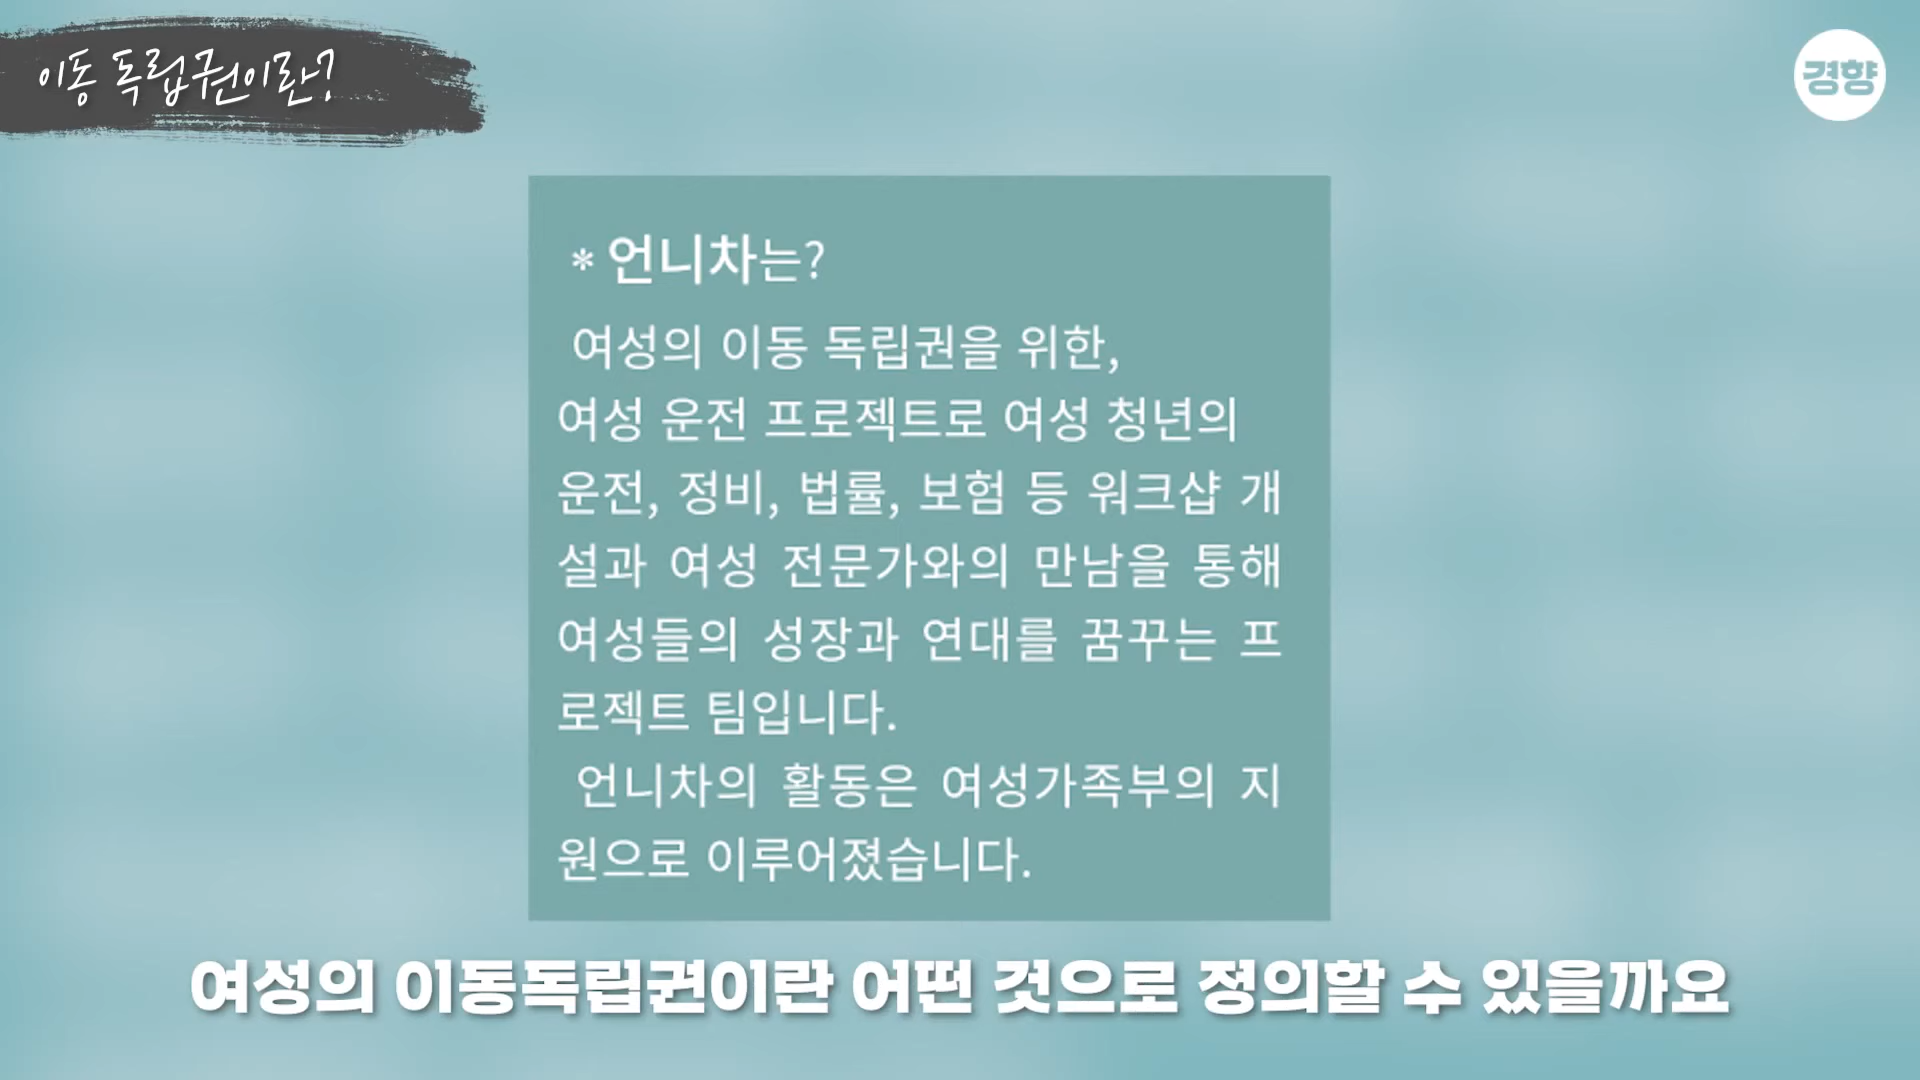 이동 독립권이란?
경향
* 언니차는?
여성의 이동 독립권을 위한,
여성 운전 프로젝트로 여성 청년의
운전, 정비, 법률, 보험 등 워크샵 개
설과 여성 전문가와의 만남을 통해
여성들의 성장과 연대를 꿈꾸는 프
로젝트 팀입니다.
언니차의 활동은 여성가족부의 지
원으로 이루어졌습니다.
여성의 이동독립권이란 어떤 것으로 정의할 수 있을까요